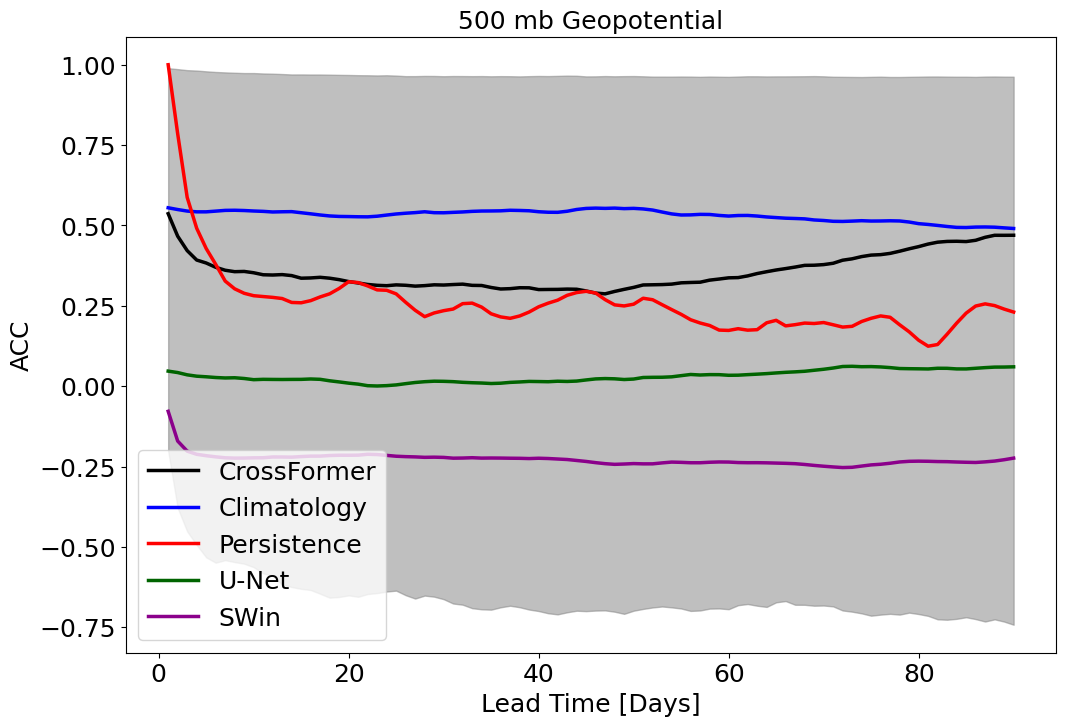 500 mb Geopotential
ACC
1.00
0.75
0.50
0.25
0.00
−0.25
−0.50
−0.75
CrossFormer
Climatology
Persistence
U-Net
SWin
0 20 40 60 80
Lead Time [Days]